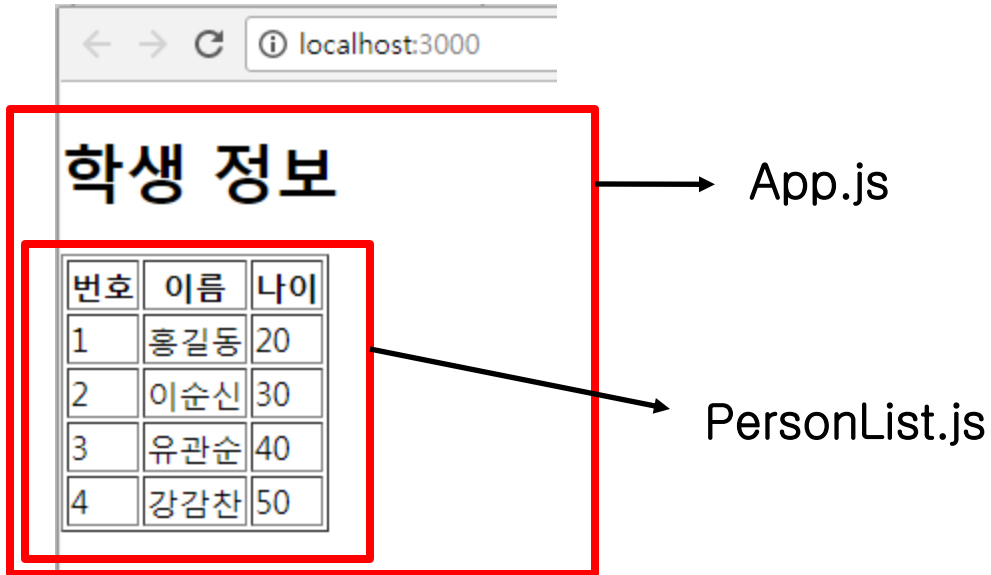 localhost:3000
학생 정보
App.js
번호 이름 나이
1 홍길동 20
2 이순신 30
3 유관순 40
4 강감찬 50
PersonList.js